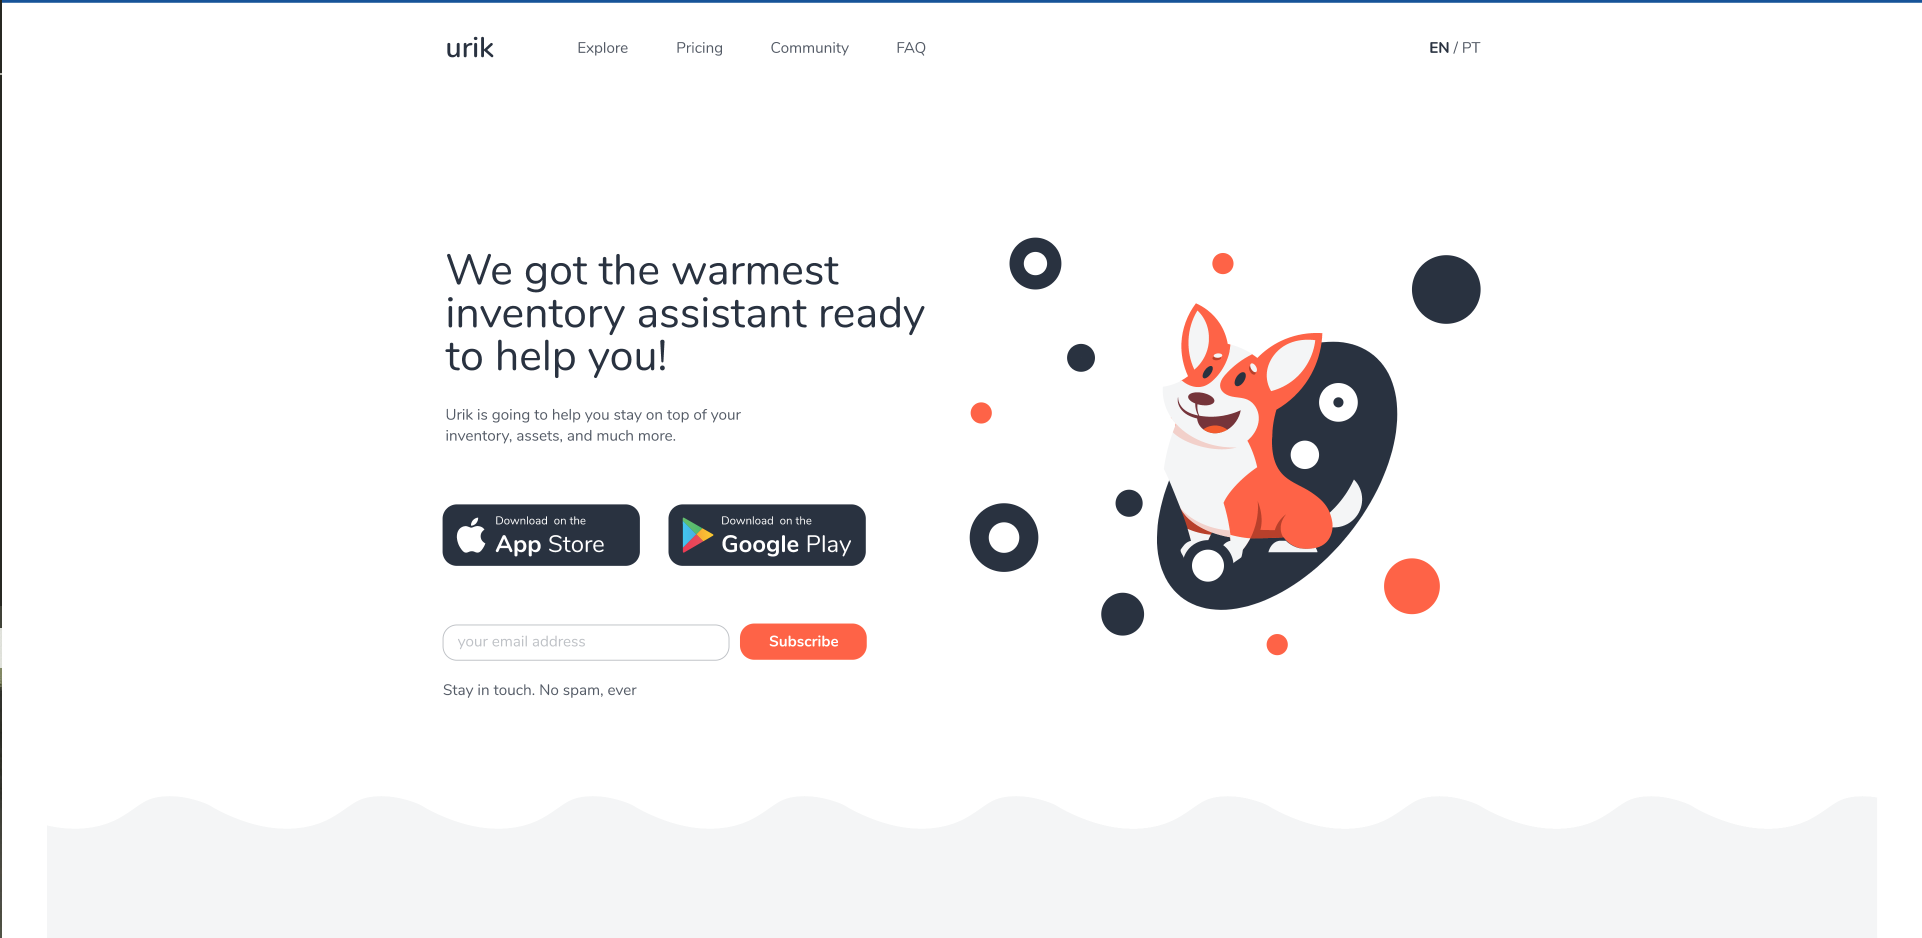 urik
Explore
Pricing
Community
FAQ
EN / PT
We got the warmest
inventory assistant ready
to help you!
Urik is going to help you stay on top of your
inventory, assets, and much more.
Download on the
App Store
Download on the
Google Play
your email address
Subscribe
Stay in touch. No spam, ever